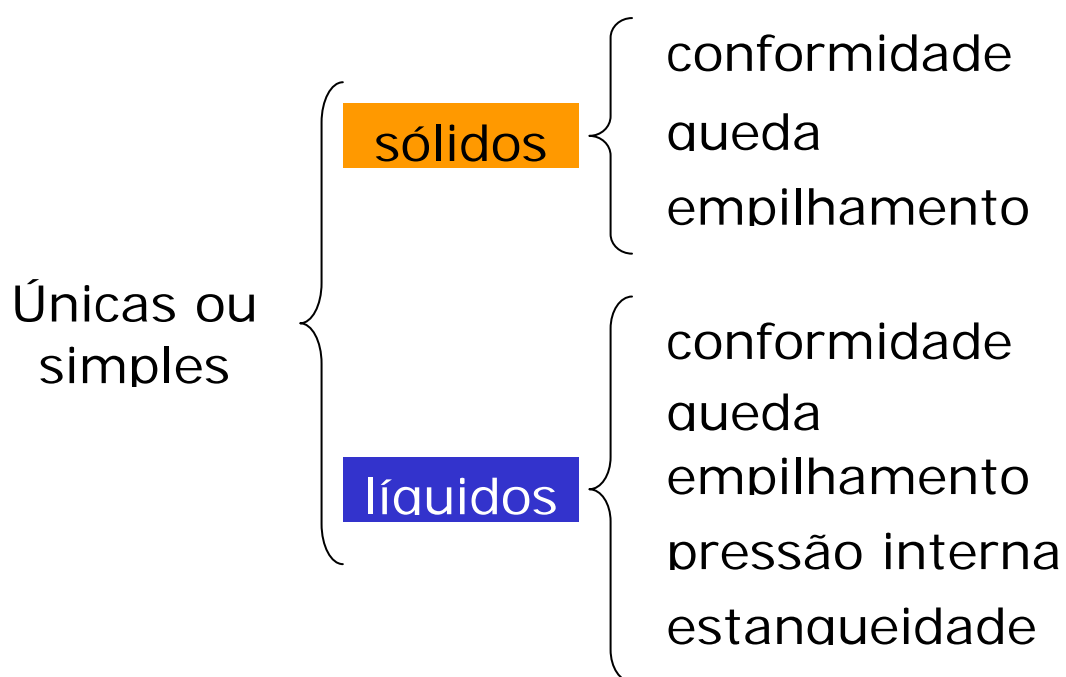 Únicas ou
simples
sólidos
conformidade
queda
empilhamento
líquidos
conformidade
queda
empilhamento
pressão interna
estanqueidade